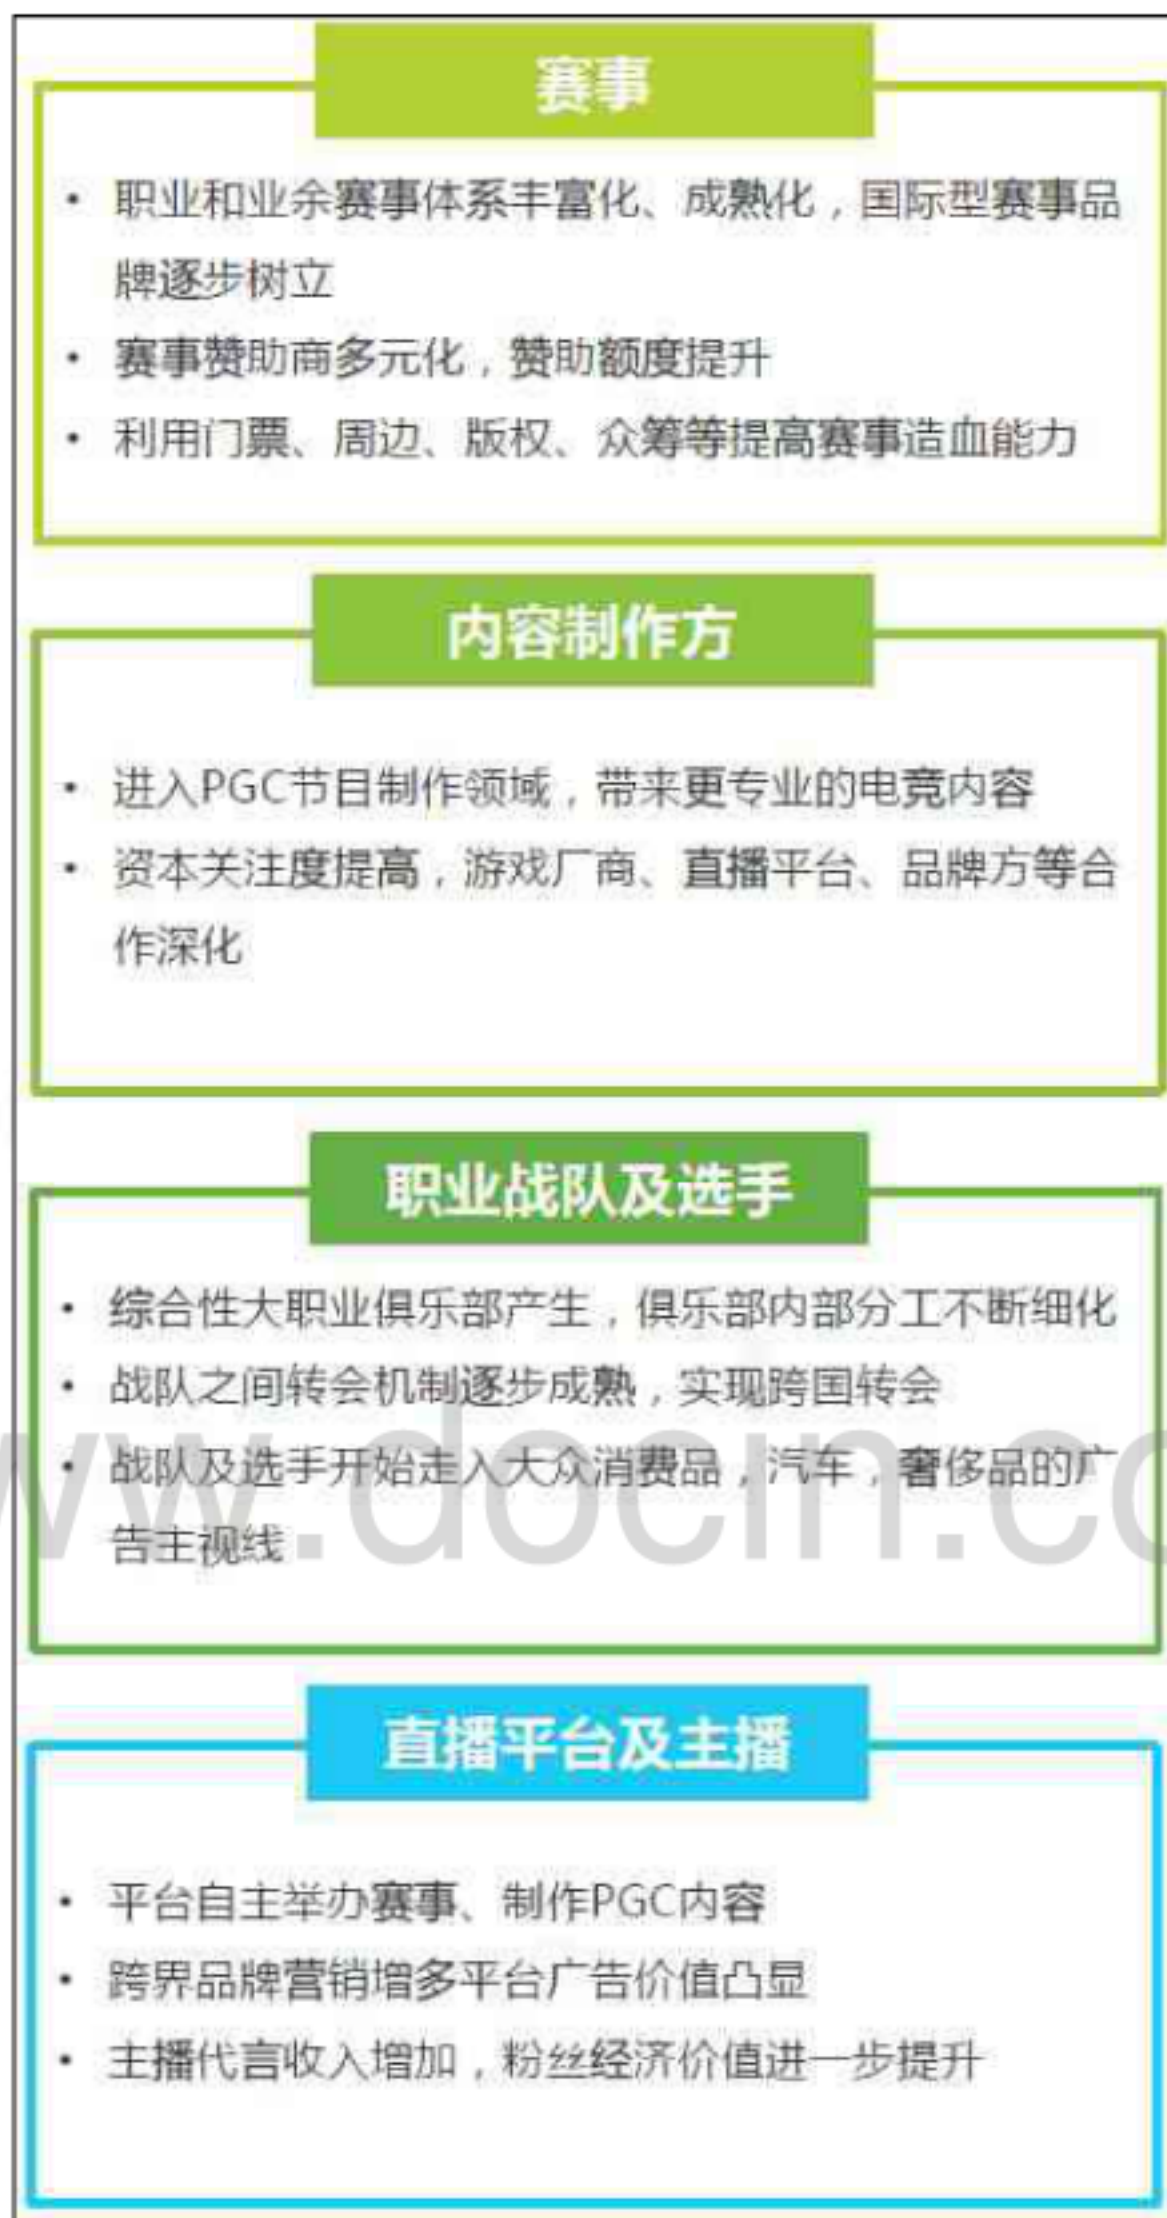 赛事
• 职业和业余赛事体系丰富化、成熟化，国际型赛事品
牌逐步树立
• 赛事赞助商多元化，赞助额度提升
• 利用门票、周边、版权、众筹等提高赛事造血能力
内容制作方
• 进入PGC节目制作领域，带来更专业的电竞内容
• 资本关注度提高，游戏厂商、直播平台、品牌方等合
作深化
职业战队及选手
• 综合性大职业俱乐部产生，俱乐部内部分工不断细化
• 战队之间转会机制逐步成熟，实现跨国转会
• 战队及选手开始走入大众消费品，汽车，奢侈品的广
告主视线
www.docin.co
直播平台及主播
• 平台自主举办赛事、制作PGC内容
• 跨界品牌营销增多平台广告价值凸显
• 主播代言收入增加，粉丝经济价值进一步提升